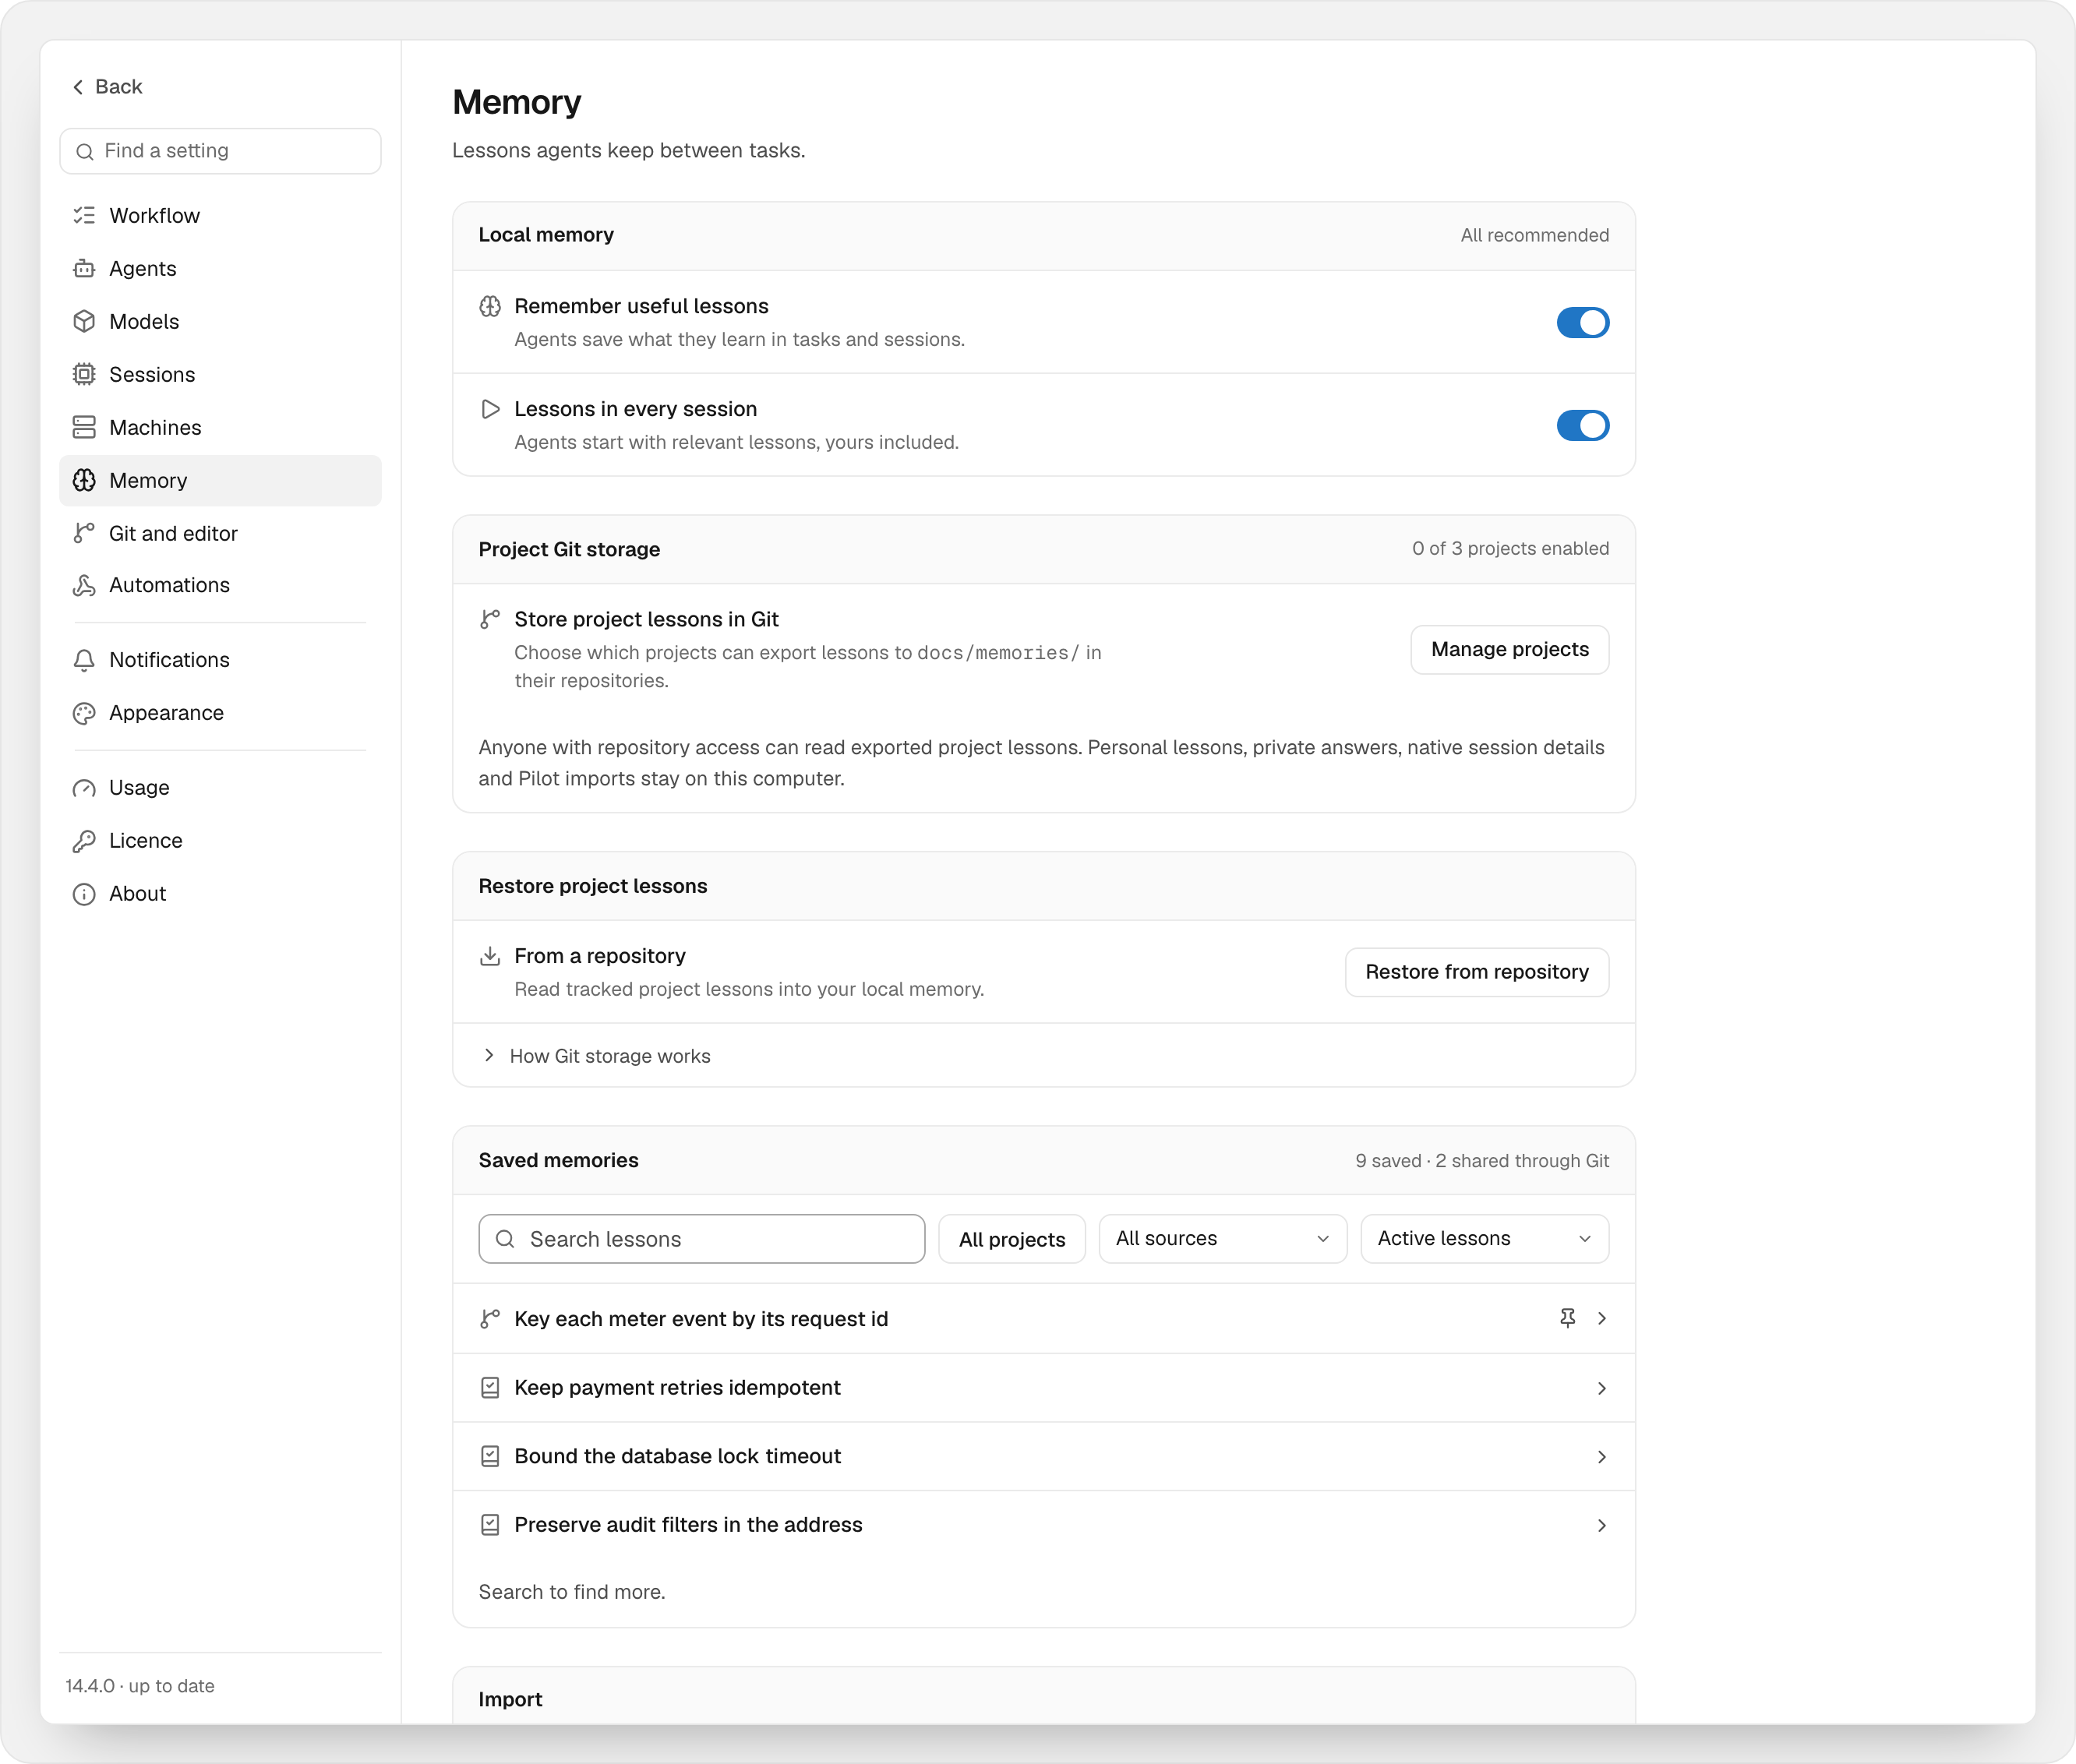 Back
Find a setting
Workflow
Agents
Models
Sessions
Machines
Memory
Git and editor
Automations
Notifications
Appearance
Usage
Licence
About
14.4.0 · up to date
Memory
Lessons agents keep between tasks.
Local memory
All recommended
Remember useful lessons
Agents save what they learn in tasks and sessions.
Lessons in every session
Agents start with relevant lessons, yours included.
Project Git storage
0 of 3 projects enabled
Store project lessons in Git
Choose which projects can export lessons to docs/memories/ in
their repositories.
Manage projects
Anyone with repository access can read exported project lessons. Personal lessons, private answers, native session details
and Pilot imports stay on this computer.
Restore project lessons
From a repository
Read tracked project lessons into your local memory.
Restore from repository
How Git storage works
Saved memories
9 saved · 2 shared through Git
Search lessons
All projects
All sources
Active lessons
Key each meter event by its request id
Keep payment retries idempotent
Bound the database lock timeout
Preserve audit filters in the address
Search to find more.
Import